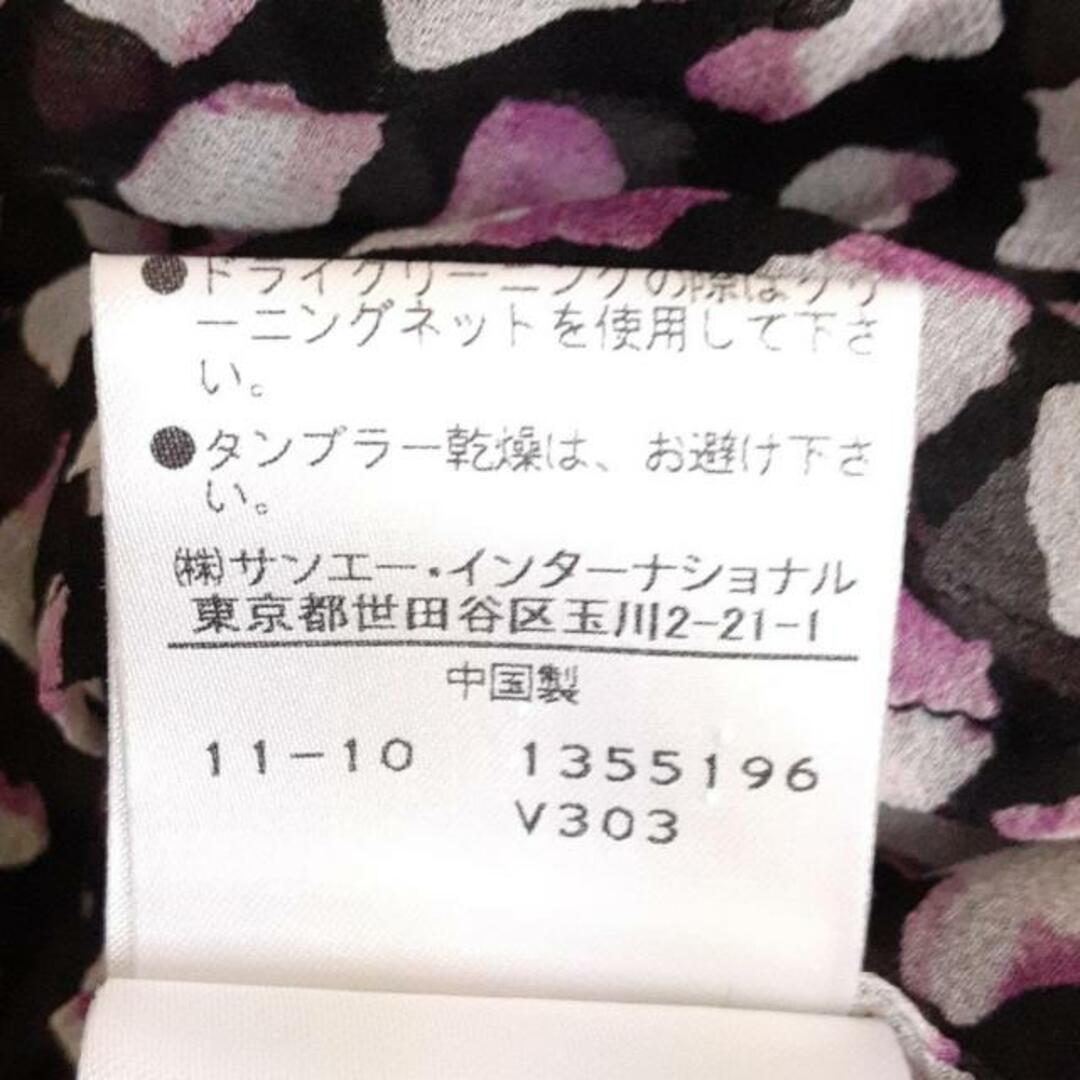 ●ドライクリーニングの際はクリ
ーニングネットを使用して下さ
い。
●タンブラー乾燥は、お避け下さ
い。
㈱サンエー・インターナショナル
東京都世田谷区玉川2-21-1
中国製
11-10 1355196
V303